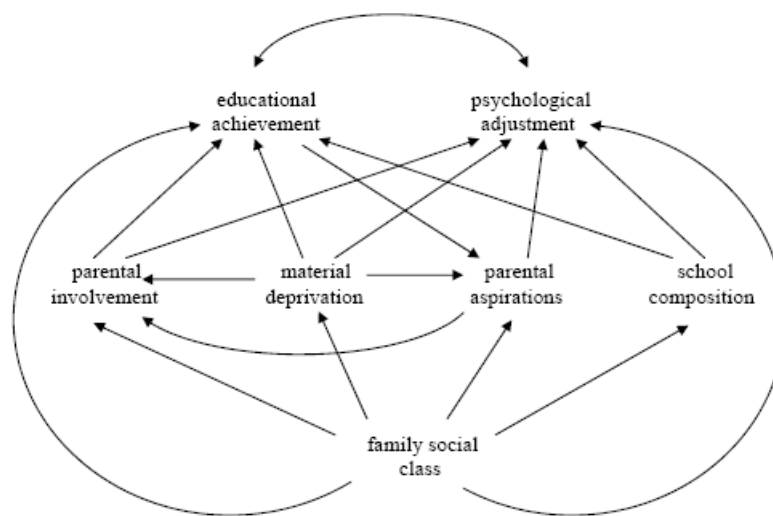 educational
achievement
psychological
adjustment
parental
involvement
material
deprivation
parental
aspirations
school
composition
family social
class